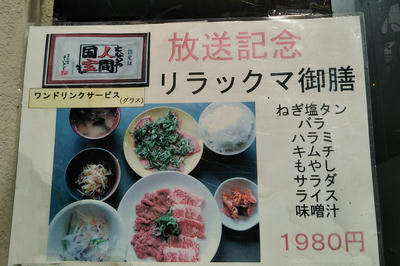 放送記念
リラックマ御膳
ワンドリンクサービス
(グラス)
ねぎ塩タン
バラ
ハラミ
キムチ
もやし
サラダ
ライス
味噌汁
1980円